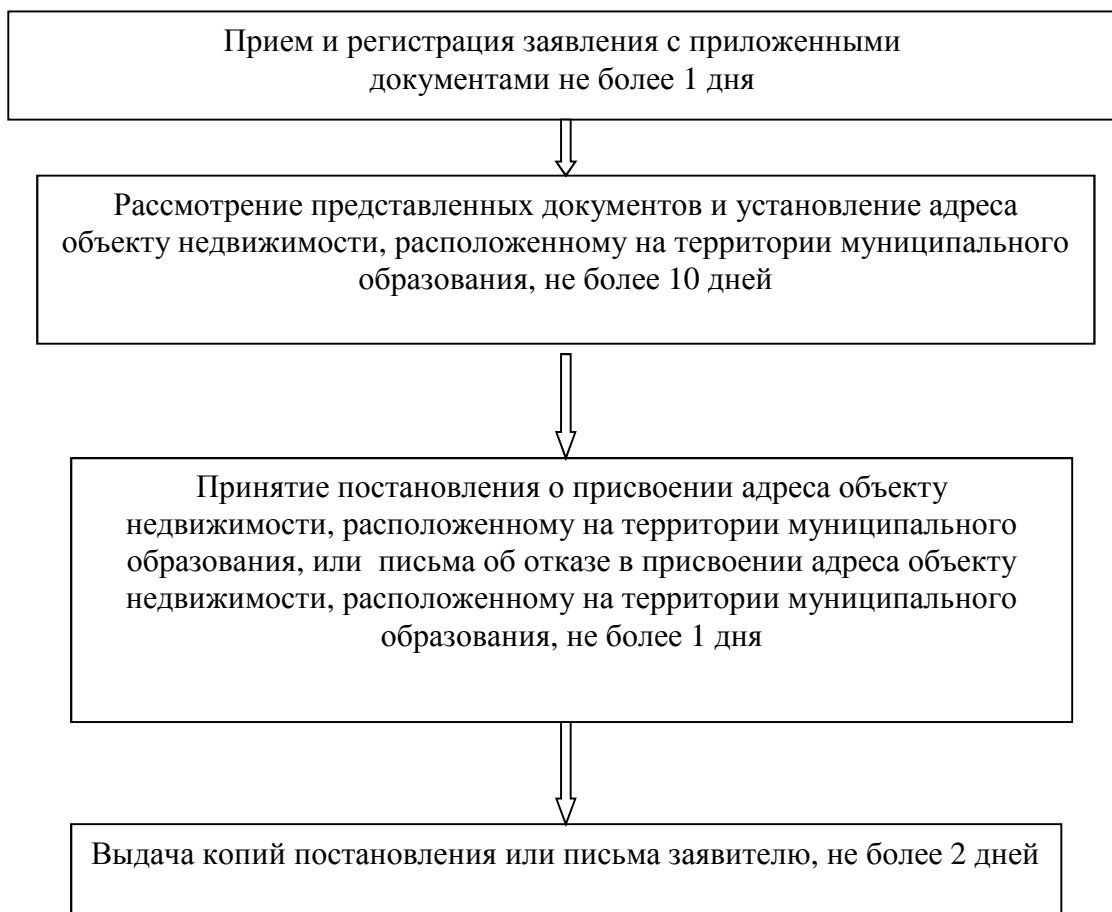 Прием и регистрация заявления с приложенными
документами не более 1 дня
Рассмотрение представленных документов и установление адреса
объекту недвижимости, расположенному на территории муниципального
образования, не более 10 дней
Принятие постановления о присвоении адреса объекту
недвижимости, расположенному на территории муниципального
образования, или  письма об отказе в присвоении адреса объекту
недвижимости, расположенному на территории муниципального
образования, не более 1 дня
Выдача копий постановления или письма заявителю, не более 2 дней